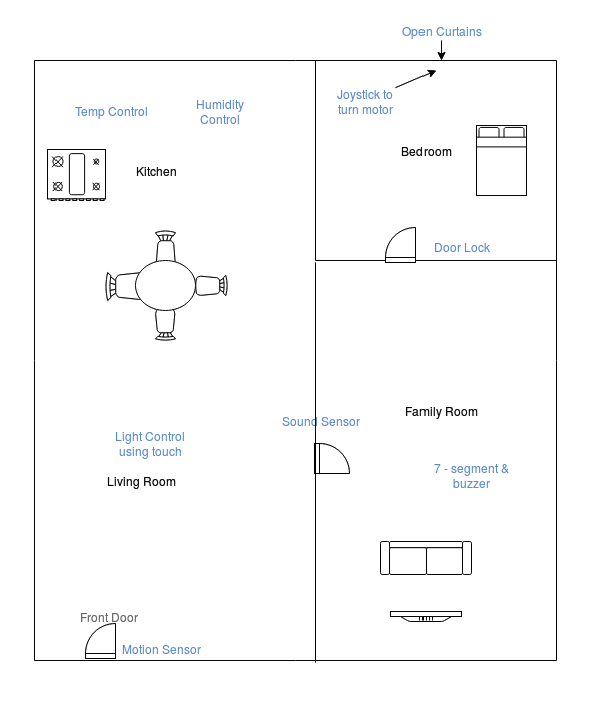 Open Curtains
Joystick to
turn motor
Temp Control
Humidity
Control
Bedroom
Kitchen
Door Lock
Family Room
Sound Sensor
Light Control
using touch
7 - segment &
buzzer
Living Room
Front Door
Motion Sensor